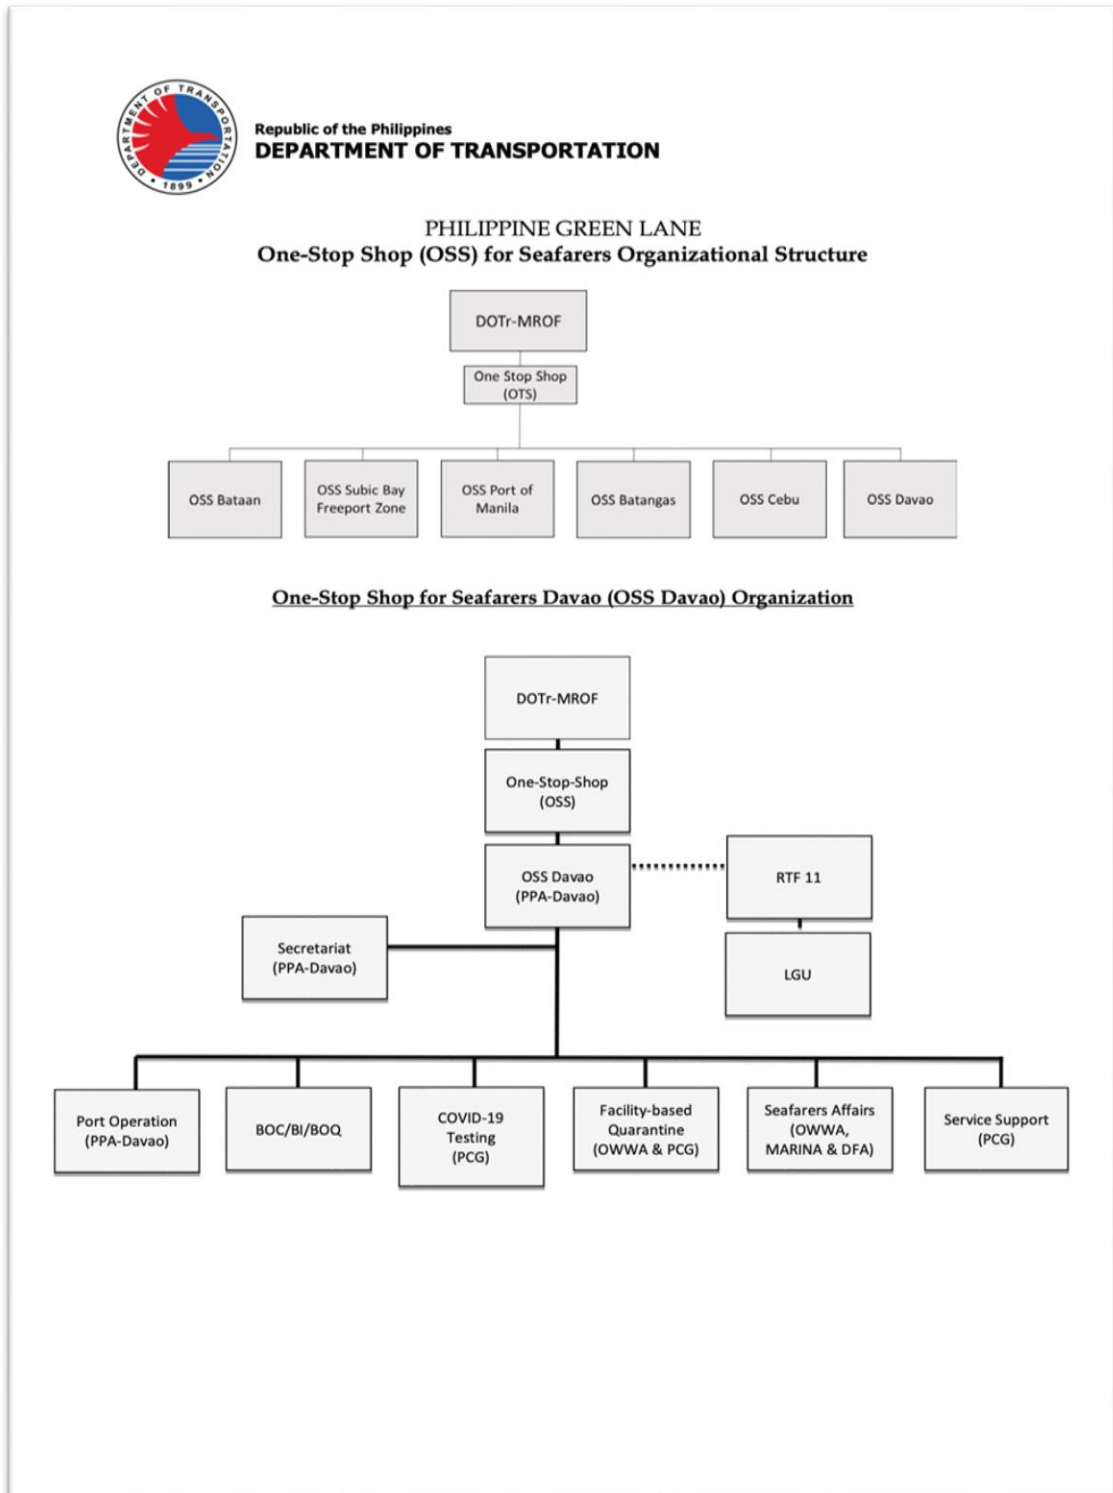 DEPARTMENT OF TRANSPORTATION
1899
Republic of the Philippines
DEPARTMENT OF TRANSPORTATION
PHILIPPINE GREEN LANE
One-Stop Shop (OSS) for Seafarers Organizational Structure
DOTr-MROF
One Stop Shop
(OTS)
OSS Bataan
OSS Subic Bay
Freeport Zone
OSS Port of
Manila
OSS Batangas
OSS Cebu
OSS Davao
One-Stop Shop for Seafarers Davao (OSS Davao) Organization
DOTr-MROF
One-Stop-Shop
(OSS)
OSS Davao
(PPA-Davao)
RTF 11
Secretariat
(PPA-Davao)
LGU
Port Operation
(PPA-Davao)
BOC/BI/BOQ
COVID-19
Testing
(PCG)
Facility-based
Quarantine
(OWWA & PCG)
Seafarers Affairs
(OWWA,
MARINA & DFA)
Service Support
(PCG)